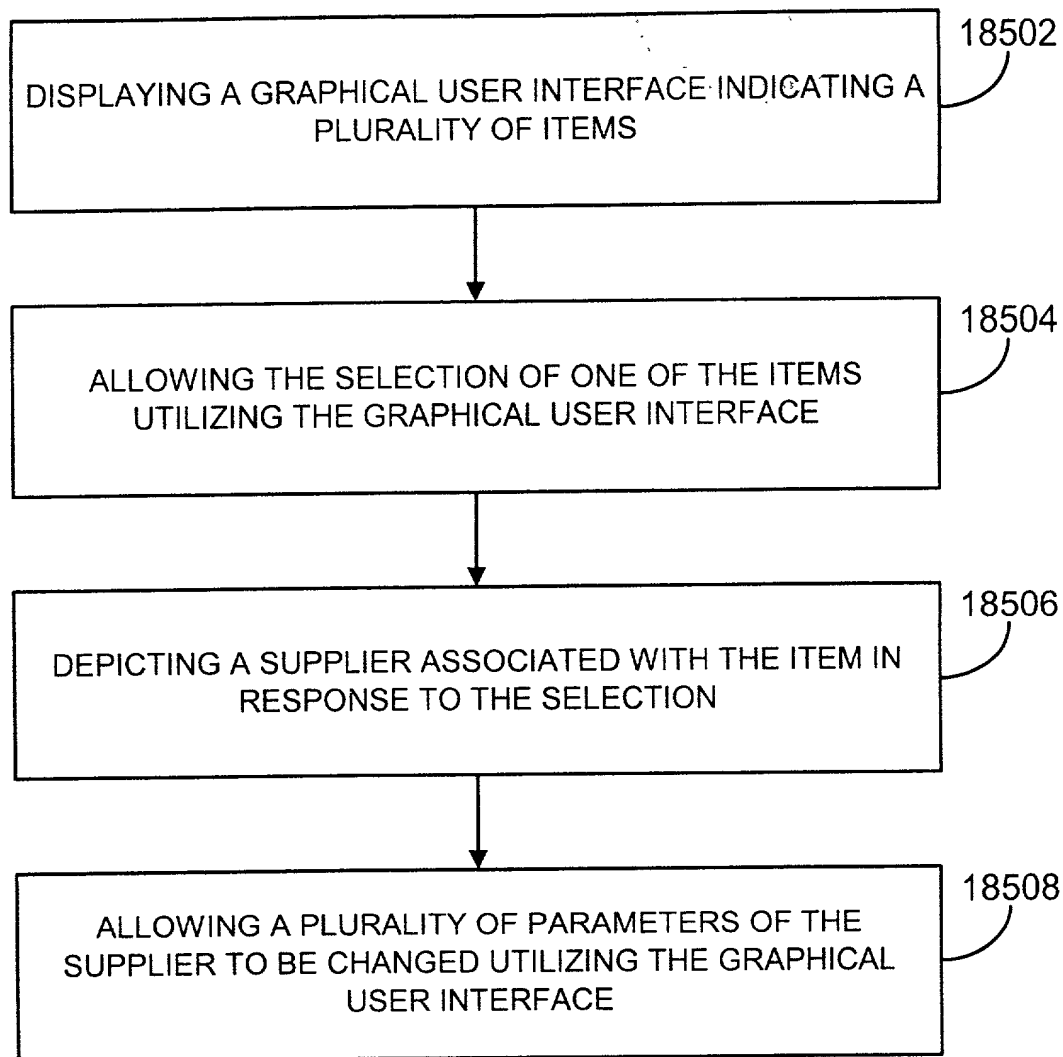 18502
DISPLAYING A GRAPHICAL USER INTERFACE INDICATING A
PLURALITY OF ITEMS
18504
ALLOWING THE SELECTION OF ONE OF THE ITEMS
UTILIZING THE GRAPHICAL USER INTERFACE
18506
DEPICTING A SUPPLIER ASSOCIATED WITH THE ITEM IN
RESPONSE TO THE SELECTION
18508
ALLOWING A PLURALITY OF PARAMETERS OF THE
SUPPLIER TO BE CHANGED UTILIZING THE GRAPHICAL
USER INTERFACE